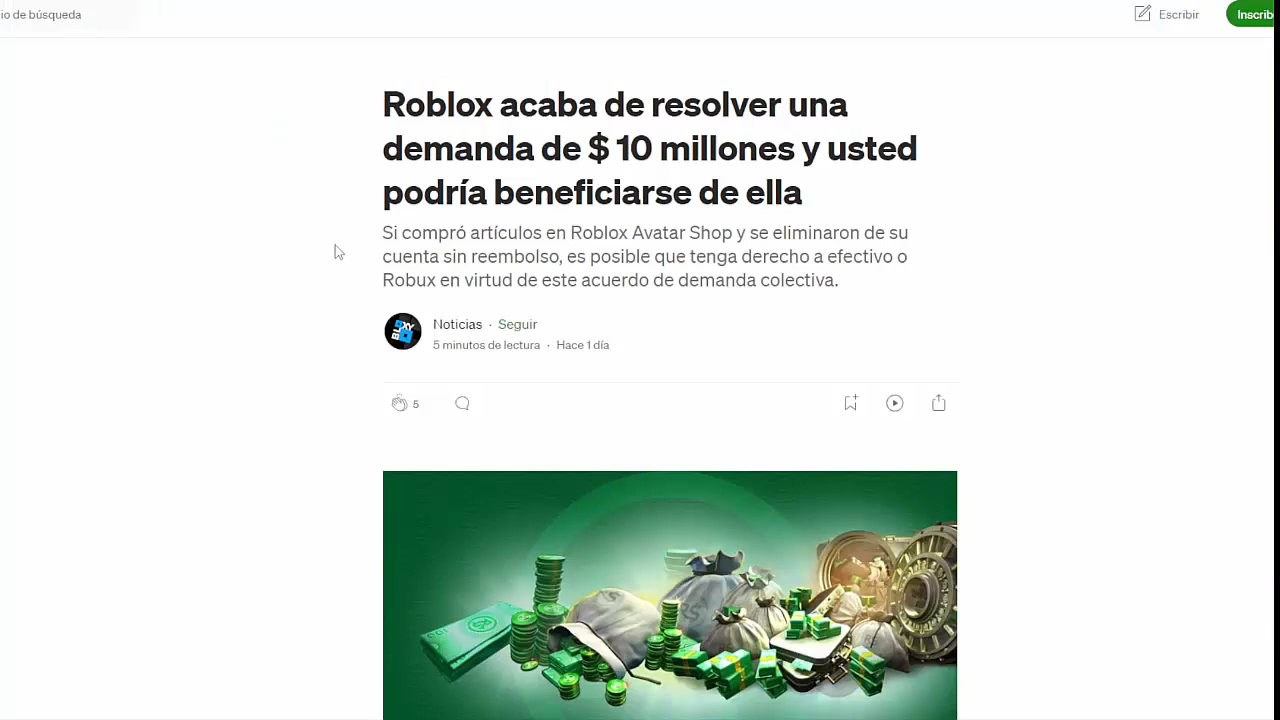 io de búsqueda
Escribir
Inscrib
Roblox acaba de resolver una
demanda de $ 10 millones y usted
podría beneficiarse de ella
Si compró artículos en Roblox Avatar Shop y se eliminaron de su
cuenta sin reembolso, es posible que tenga derecho a efectivo o
Robux en virtud de este acuerdo de demanda colectiva.
BLOXY
Noticias · Seguir
5 minutos de lectura · Hace 1 día
5